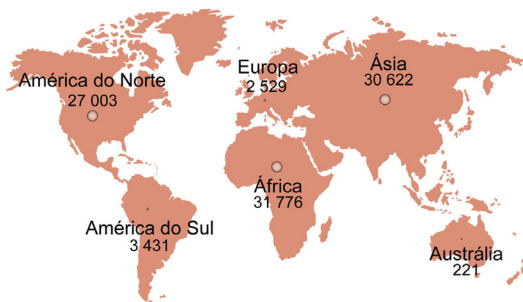 América do Norte
27 003
Europa
2 529
Ásia
30 622
África
31 776
América do Sul
3 431
Austrália
221